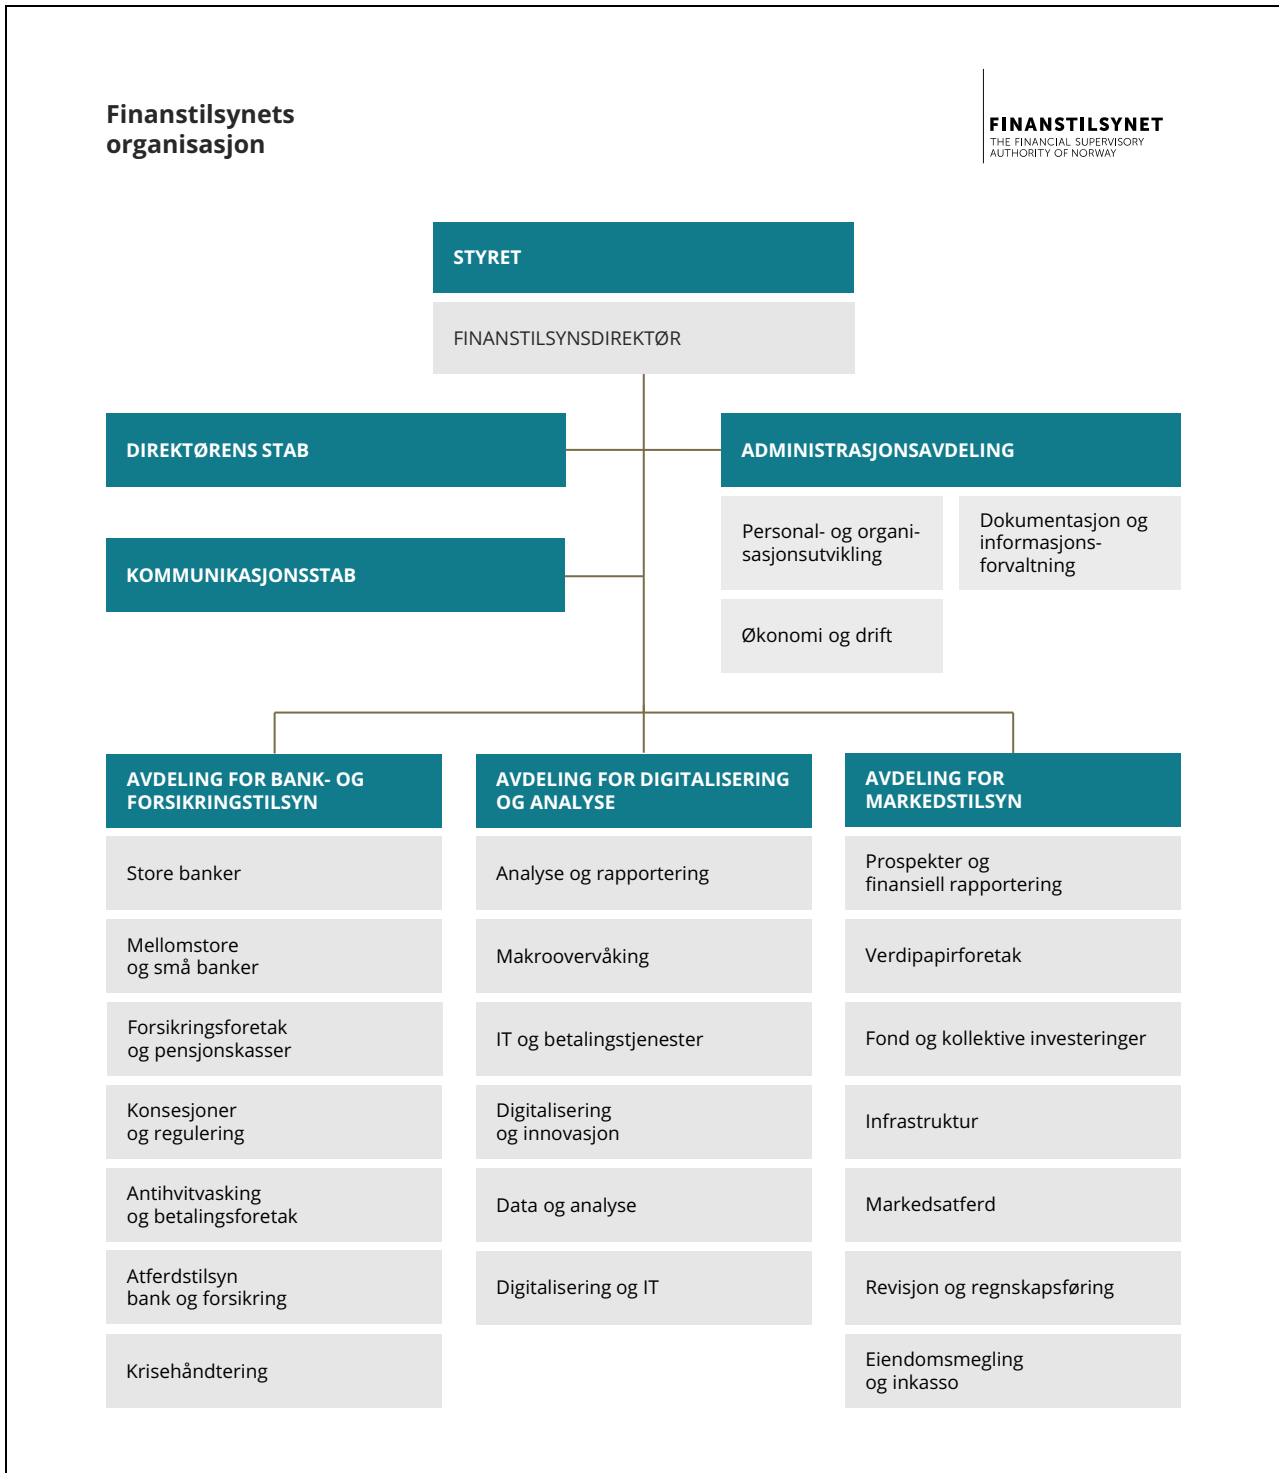 Finanstilsynets
organisasjon
FINANSTILSYNET
THE FINANCIAL SUPERVISORY
AUTHORITY OF NORWAY
STYRET
FINANSTILSYNSDIREKTØR
DIREKTØRENS STAB
ADMINISTRASJONSAVDELING
Personal- og organi-
sasjonsutvikling
Dokumentasjon og
informasjons-
forvaltning
KOMMUNIKASJONSSTAB
Økonomi og drift
AVDELING FOR BANK- OG
FORSIKRINGSTILSYN
Store banker
Mellomstore
og små banker
Forsikringsforetak
og pensjonskasser
Konsesjoner
og regulering
Antihvitvasking
og betalingsforetak
Atferdstilsyn
bank og forsikring
Krisehåndtering
AVDELING FOR DIGITALISERING
OG ANALYSE
Analyse og rapportering
Makroovervåking
IT og betalingstjenester
Digitalisering
og innovasjon
Data og analyse
Digitalisering og IT
AVDELING FOR
MARKEDSTILSYN
Prospekter og
finansiell rapportering
Verdipapirforetak
Fond og kollektive investeringer
Infrastruktur
Markedsatferd
Revisjon og regnskapsføring
Eiendomsmegling
og inkasso